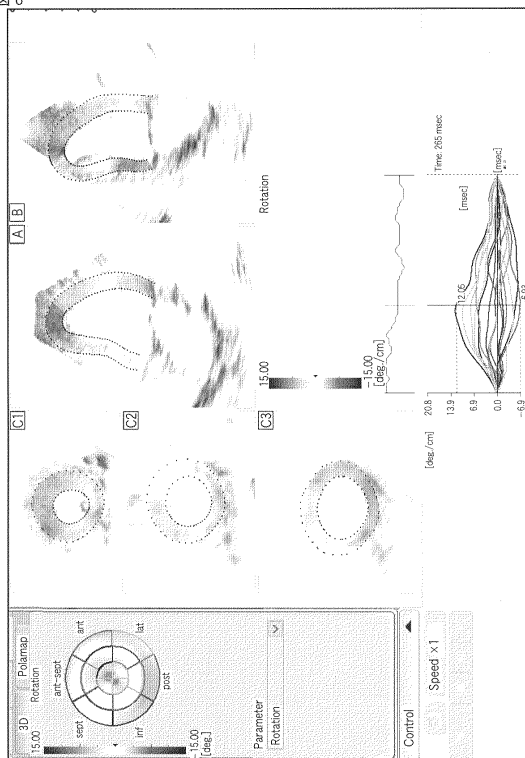 3D
Polamap
Rotation
15.00
-15.00
[deg.]
ant-sept
ant
sept
lat
inf
post
Parameter
Rotation
Control
Speed ×1
C1
C2
C3
A
B
Rotation
15.00
-15.00
[deg./cm]
[deg./cm]
20.8
13.9
6.9
0.0
-6.9
12.05
Time: 265 msec
[msec]
[msec]